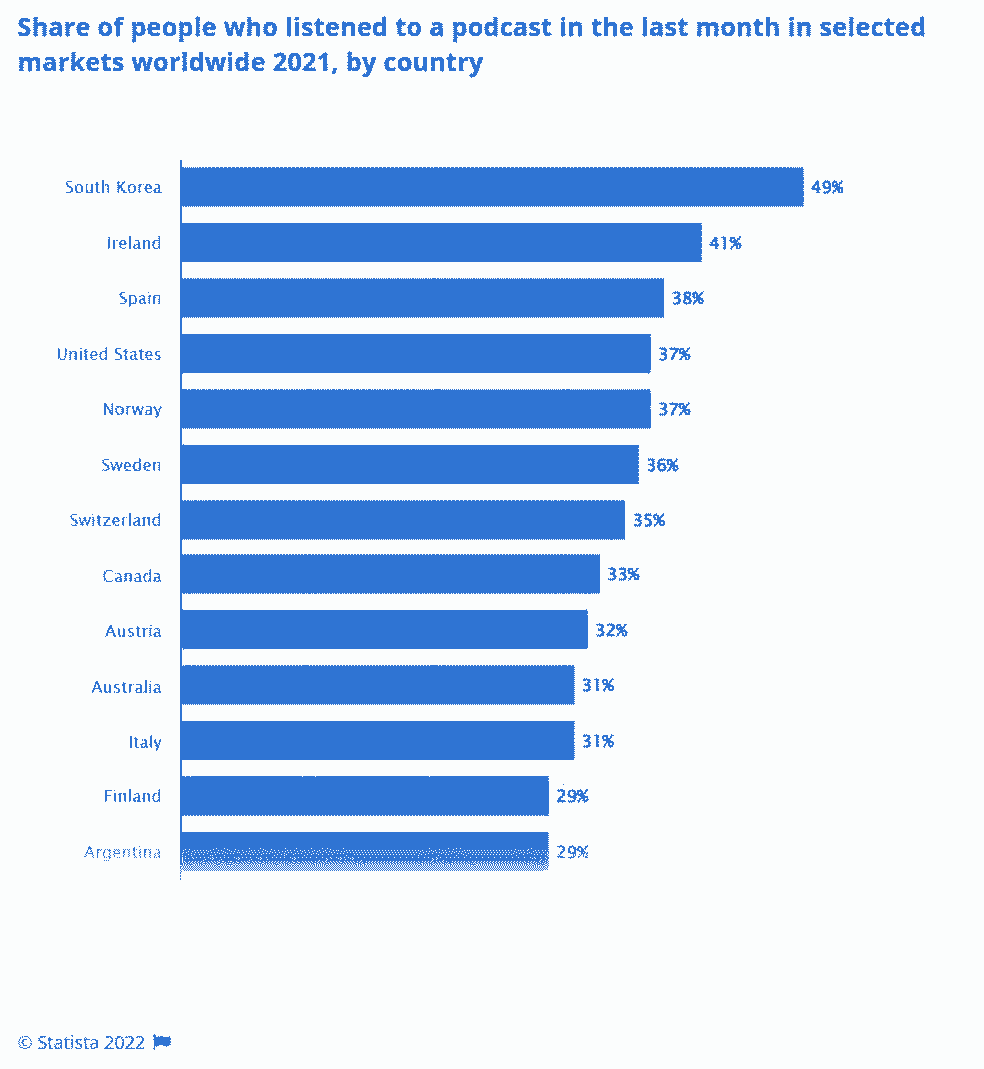 Share of people who listened to a podcast in the last month in selected
markets worldwide 2021, by country
South Korea 49%
Ireland 41%
Spain 38%
United States 37%
Norway 37%
Sweden 36%
Switzerland 35%
Canada 33%
Austria 32%
Australia 31%
Italy 31%
Finland 29%
Argentina 29%
© Statista 2022